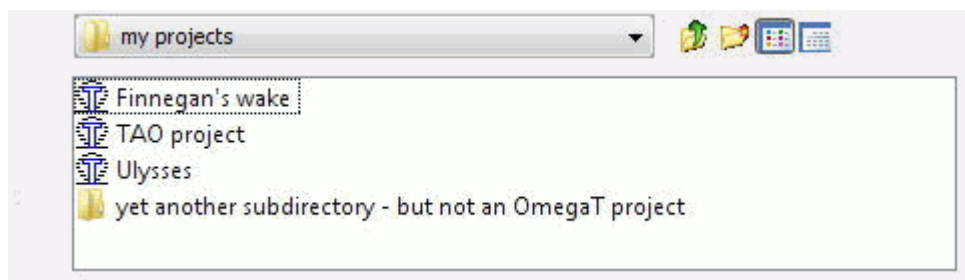 my projects
Finnegan's wake
TAO project
Ulysses
yet another subdirectory - but not an OmegaT project